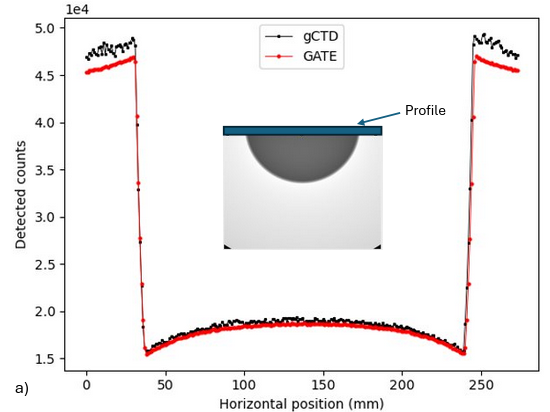 1e4
5.0
4.5
4.0
3.5
3.0
2.5
2.0
1.5
Detected counts
gCTD
GATE
Profile
0 50 100 150 200 250
Horizontal position (mm)
a)